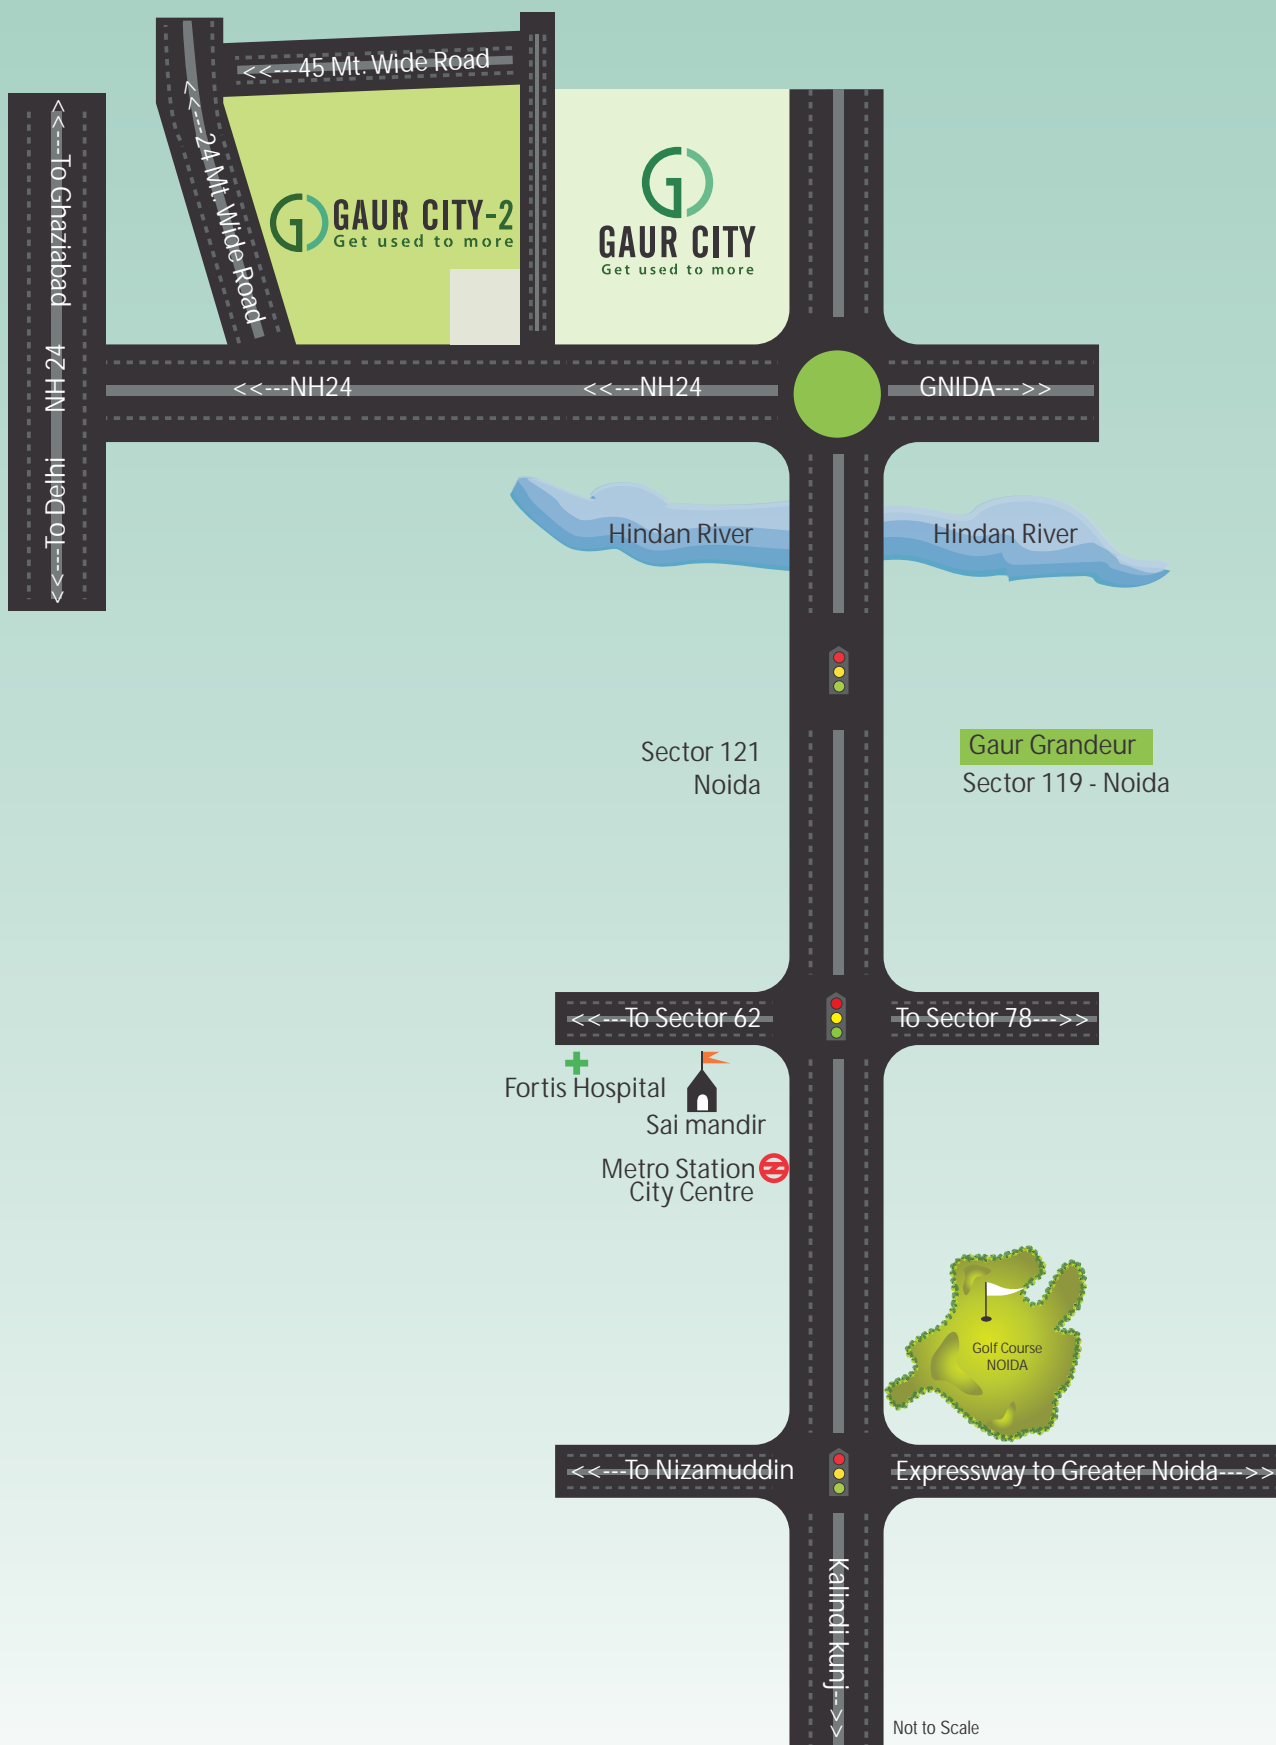 <<---45 Mt. Wide Road
<<----24 Mt. Wide Road
<<----To Ghaziabad
NH 24
To Delhi
---->>
GAUR CITY-2
Get used to more
GAUR CITY
Get used to more
<<---NH24
<<---NH24
GNIDA--->>
Hindan River
Hindan River
Sector 121
Noida
Gaur Grandeur
Sector 119 - Noida
<<---To Sector 62
To Sector 78--->>
Fortis Hospital
Sai mandir
Metro Station
City Centre
Golf Course
NOIDA
<<---To Nizamuddin
Expressway to Greater Noida--->>
Kalindi kunj-->>
Not to Scale